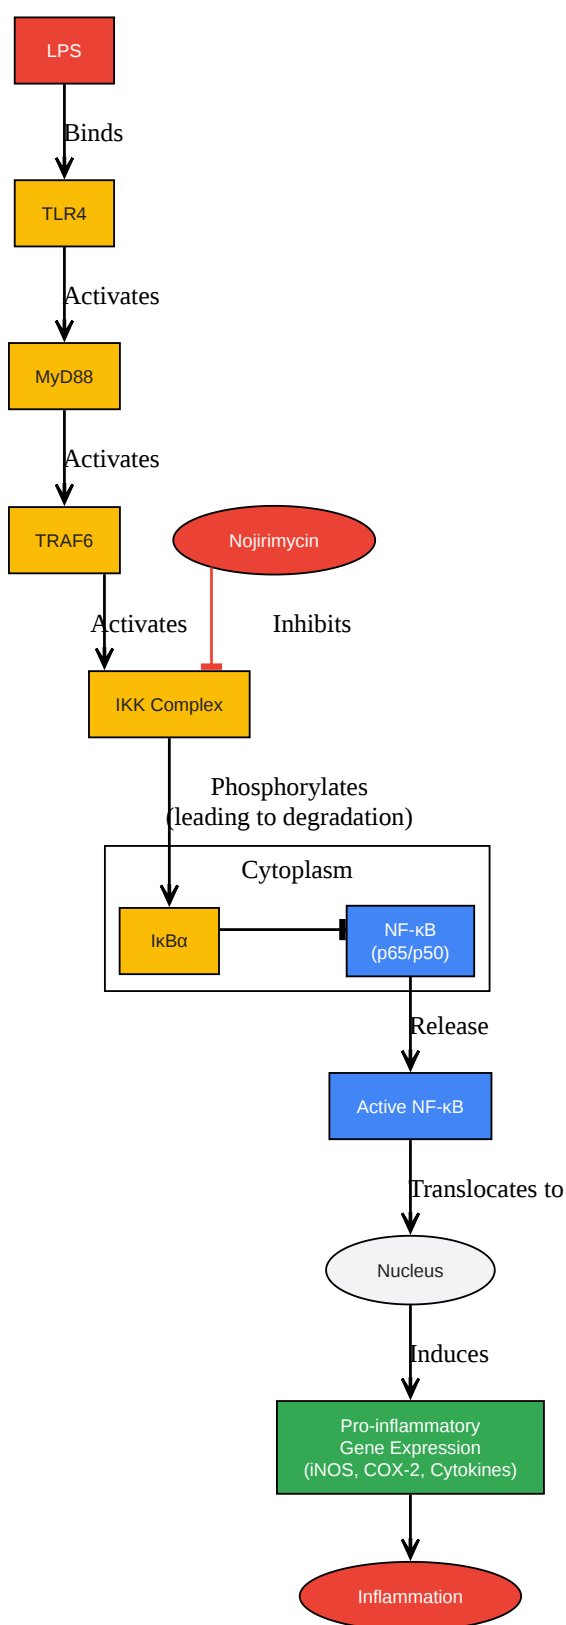 LPS
Binds
TLR4
Activates
MyD88
Activates
TRAF6
Nojirimycin
Activates
Inhibits
IKK Complex
Phosphorylates
(leading to degradation)
Cytoplasm
IκBα
NF-κB
(p65/p50)
Release
Active NF-κB
Translocates to
Nucleus
Induces
Pro-inflammatory
Gene Expression
(iNOS, COX-2, Cytokines)
Inflammation